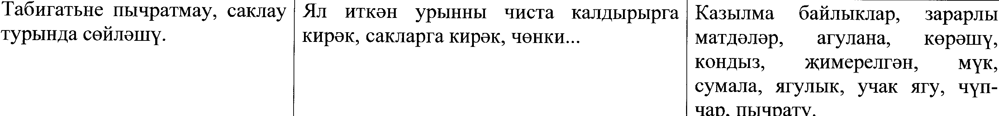 Табигатьне пычратмау, саклау
турында сөйләшү.
Ял иткән урынны чиста калдырырга
кирәк, сакларга кирәк, чөнки...
Казылма байлыклар, зарарлы
матдәләр, агулана, көрәшү,
кондыз, җимерелгән, мүк,
сумала, ягулык, учак ягу, чүп-
чар, пычрату.